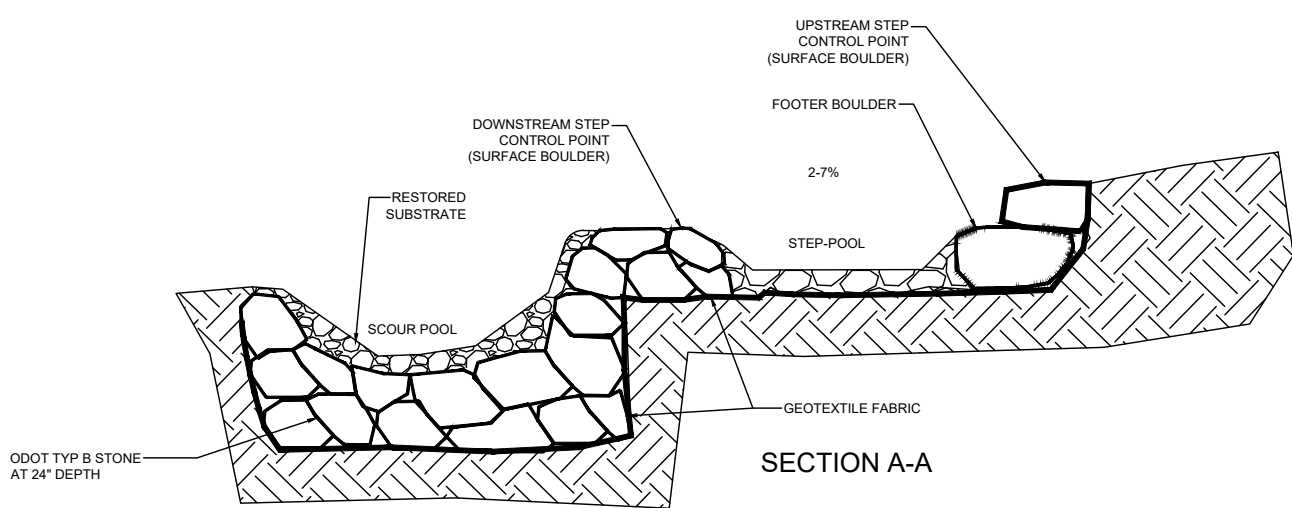 UPSTREAM STEP
CONTROL POINT
(SURFACE BOULDER)
FOOTER BOULDER
DOWNSTREAM STEP
CONTROL POINT
(SURFACE BOULDER)
2-7%
RESTORED
SUBSTRATE
STEP-POOL
SCOUR POOL
GEOTEXTILE FABRIC
ODOT TYP B STONE
AT 24" DEPTH
SECTION A-A